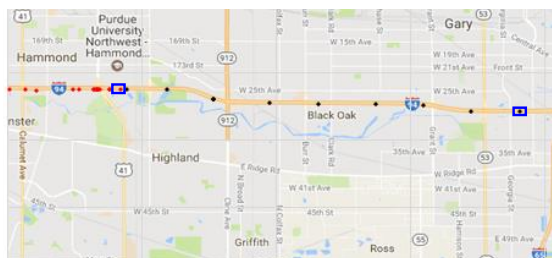 41
Purdue
University
Northwest -
Hammond...
Gary
169th St
169th St
W 15th Ave
Hammond
912
W 19th Ave
W 21st Ave
Central Ave
173rd St
Front St
94
W 25th Ave
W 25th Ave
94
nster
Calumet Ave
912
Black Oak
Burr St
Clark Rd
Grant St
53
35th Ave
35th Ave
Highland
41
E Ridge Rd
W Ridge Rd
Georgia St
W 41st Ave
W 41st Ave
N Broad St
Cline Ave
N Colfax St
W 45th St
45th St
45th St
Harrison St
Griffith
Ross
55
53
E 49th Ave
65